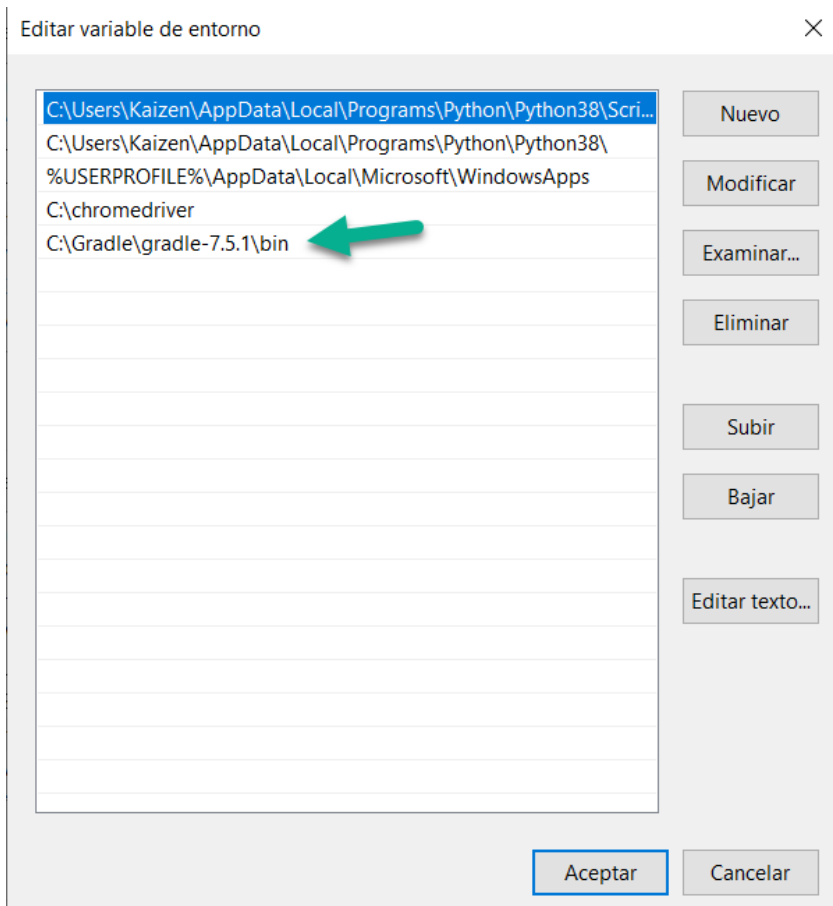 Editar variable de entorno
C:\Users\Kaizen\AppData\Local\Programs\Python\Python38\Scri...
C:\Users\Kaizen\AppData\Local\Programs\Python\Python38\
%USERPROFILE%\AppData\Local\Microsoft\WindowsApps
C:\chromedriver
C:\Gradle\gradle-7.5.1\bin
Nuevo
Modificar
Examinar...
Eliminar
Subir
Bajar
Editar texto...
Aceptar
Cancelar